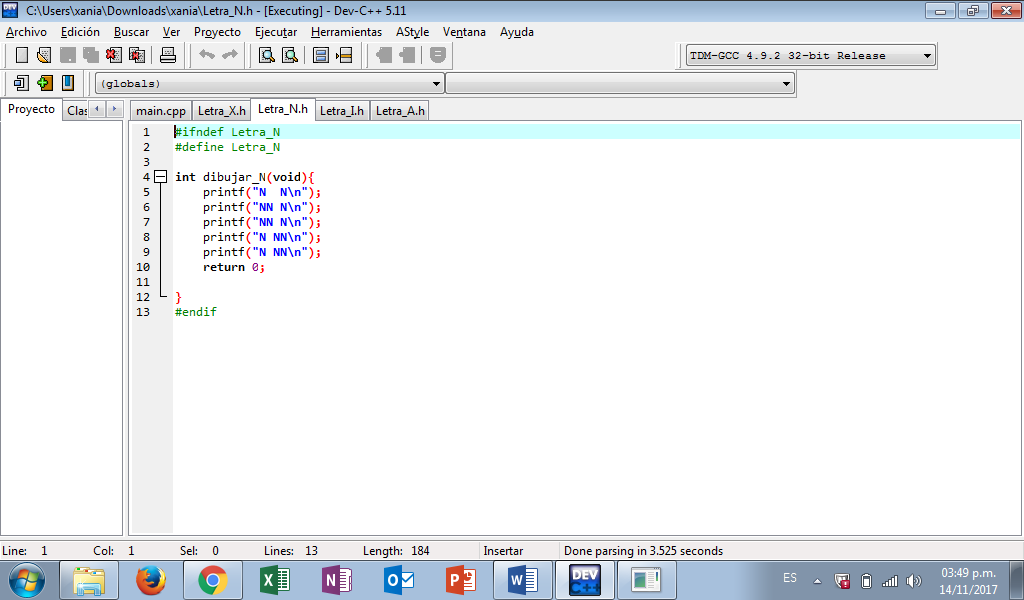 C:\Users\xania\Downloads\xania\Letra_N.h - [Executing] - Dev-C++ 5.11
Archivo Edición Buscar Ver Proyecto Ejecutar Herramientas AStyle Ventana Ayuda
TDM-GCC 4.9.2 32-bit Release
(globals)
Proyecto Clas
main.cpp Letra_X.h Letra_N.h Letra_I.h Letra_A.h
1 #ifndef Letra_N
2 #define Letra_N
3
4 int dibujar_N(void){
5 printf("N  N\n");
6 printf("NN N\n");
7 printf("NN N\n");
8 printf("N NN\n");
9 printf("N NN\n");
10 return 0;
11
12 }
13 #endif
Line: 1 Col: 1 Sel: 0 Lines: 13 Length: 184 Insertar Done parsing in 3.525 seconds
DEV C++
ES
03:49 p.m.
14/11/2017